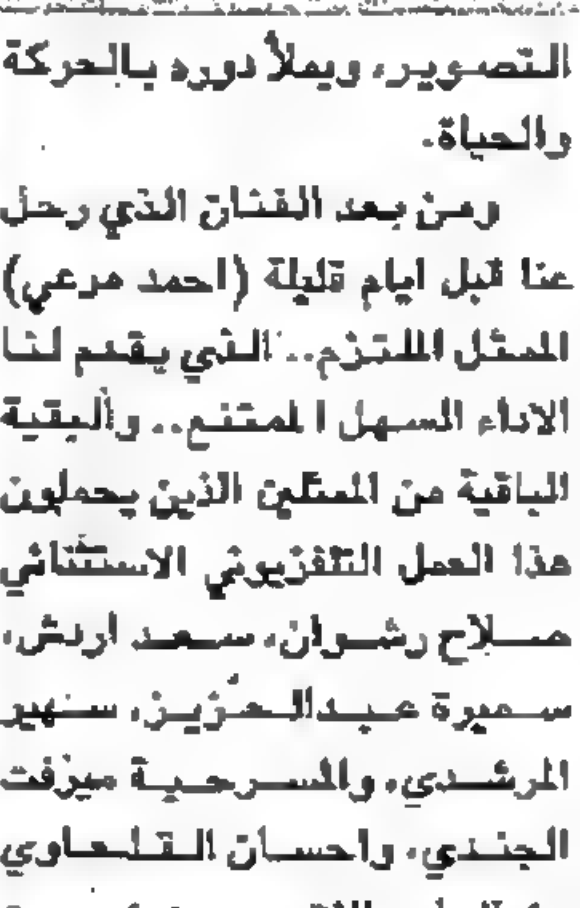 التصوير، ويملأ دوره بالحركة
والحياة.
ومن بعد الفنان الذي رحل
عنا قبل ايام قليلة (احمد مرعي)
الممثل الملتزم.. الذي يقدم لنا
الاداء السهل الممتنع.. والبقية
الباقية من الممثلين الذين يحملون
هذا العمل التلفزيوني الاستثنائي
صلاح رشوان، سعد اردش،
سميرة عبدالعزيز، سهير
المرشدي، والمسرحية ميرفت
الجندي، واحسان القلعاوي